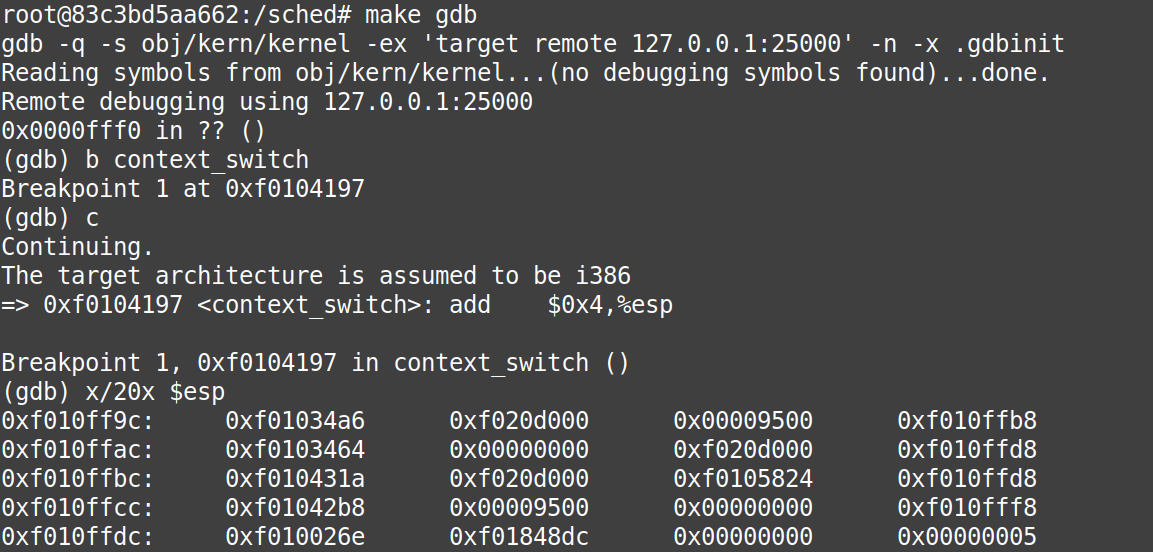 root@83c3bd5aa662:/sched# make gdb
gdb -q -s obj/kern/kernel -ex 'target remote 127.0.0.1:25000' -n -x .gdbinit
Reading symbols from obj/kern/kernel...(no debugging symbols found)...done.
Remote debugging using 127.0.0.1:25000
0x0000fff0 in ?? ()
(gdb) b context_switch
Breakpoint 1 at 0xf0104197
(gdb) c
Continuing.
The target architecture is assumed to be i386
=> 0xf0104197 <context_switch>: add    $0x4,%esp

Breakpoint 1, 0xf0104197 in context_switch ()
(gdb) x/20x $esp
0xf010ff9c:     0xf01034a6      0xf020d000      0x00009500      0xf010ffb8
0xf010ffac:     0xf0103464      0x00000000      0xf020d000      0xf010ffd8
0xf010ffbc:     0xf010431a      0xf020d000      0xf0105824      0xf010ffd8
0xf010ffcc:     0xf01042b8      0x00009500      0x00000000      0xf010fff8
0xf010ffdc:     0xf010026e      0xf01848dc      0x00000000      0x00000005